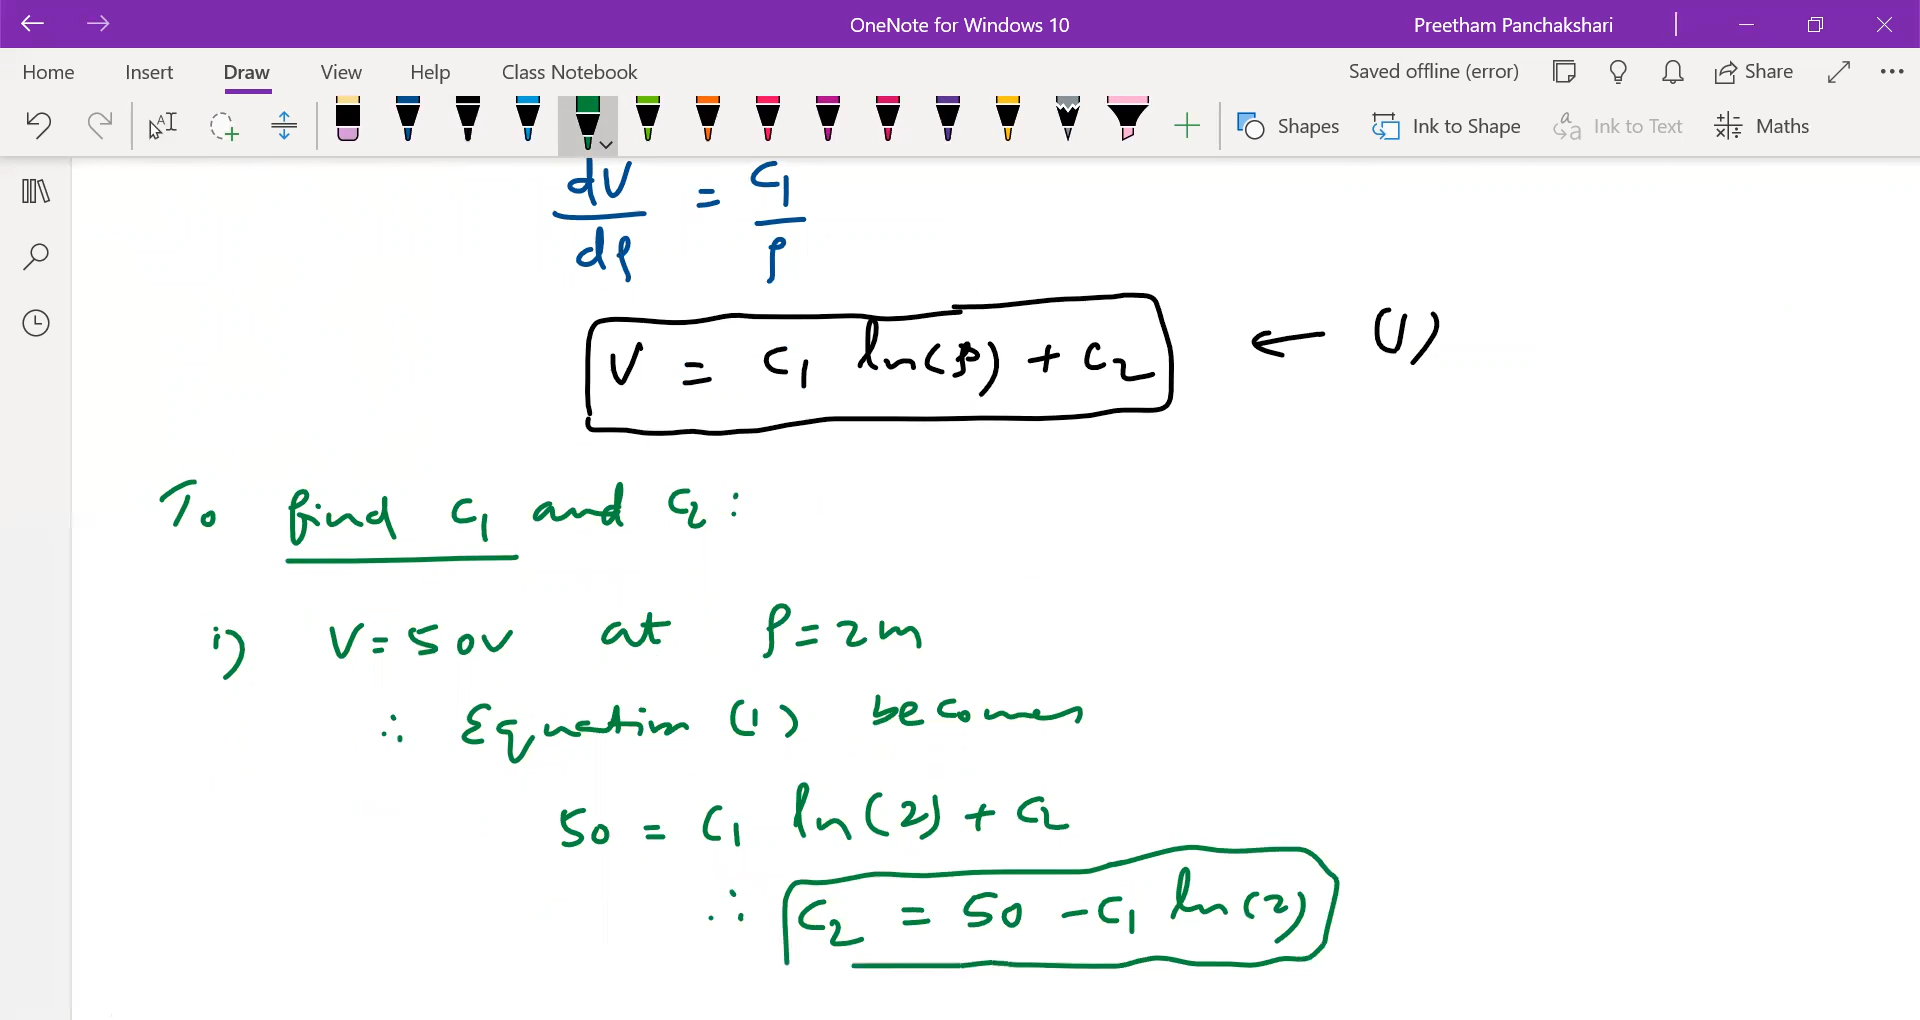 OneNote for Windows 10 Preetham Panchakshari
Home Insert Draw View Help Class Notebook Saved offline (error) Share
Shapes Ink to Shape Ink to Text Maths
dV/dρ = C₁/ρ
V = C₁ ln(ρ) + C₂ ← (1)
To find C₁ and C₂:
i) V = 50V at ρ = 2m
∴ Equation (1) becomes
50 = C₁ ln(2) + C₂
∴ C₂ = 50 - C₁ ln(2)